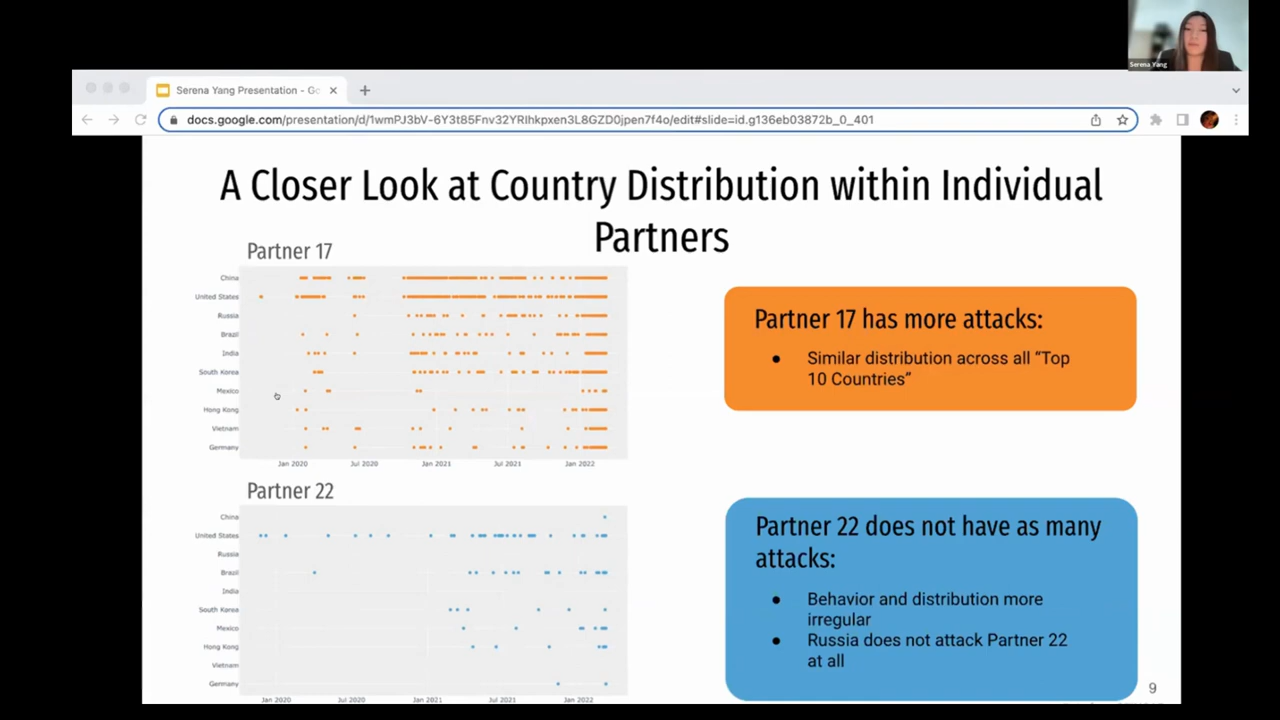 Serena Yang
Serena Yang Presentation - Go
docs.google.com/presentation/d/1wmPJ3bV-6Y3t85Fnv32YRIhkpxen3L8GZD0jpen7f4o/edit#slide=id.g136eb03872b_0_401
A Closer Look at Country Distribution within Individual
Partners
Partner 17
China
United States
Russia
Brazil
India
South Korea
Mexico
Hong Kong
Vietnam
Germany
Jan 2020 Jul 2020 Jan 2021 Jul 2021 Jan 2022
Partner 17 has more attacks:
● Similar distribution across all “Top
10 Countries”
Partner 22
China
United States
Russia
Brazil
India
South Korea
Mexico
Hong Kong
Vietnam
Germany
Jan 2020 Jul 2020 Jan 2021 Jul 2021 Jan 2022
Partner 22 does not have as many
attacks:
● Behavior and distribution more
irregular
● Russia does not attack Partner 22
at all
9